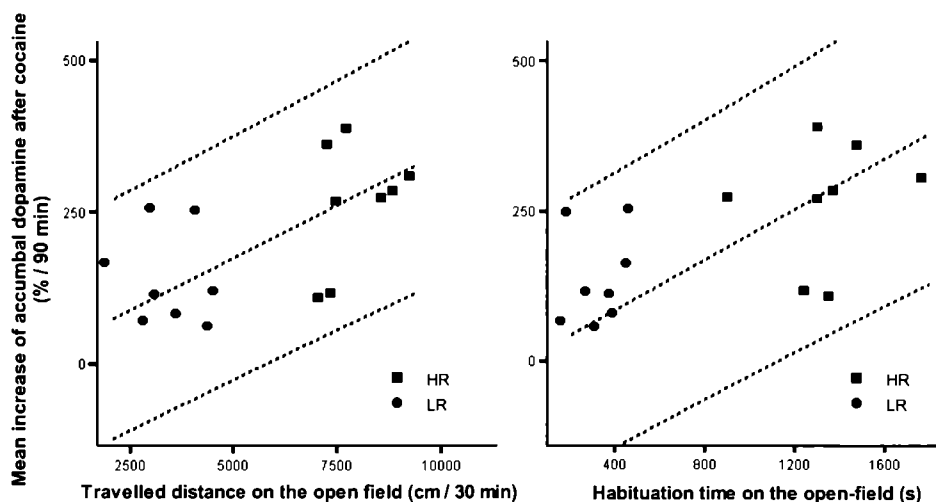 Mean increase of accumbal dopamine after cocaine
(% / 90 min)
500
250
0
HR
LR
2500
5000
7500
10000
Travelled distance on the open field (cm / 30 min)
500
250
0
HR
LR
400
800
1200
1600
Habituation time on the open-field (s)